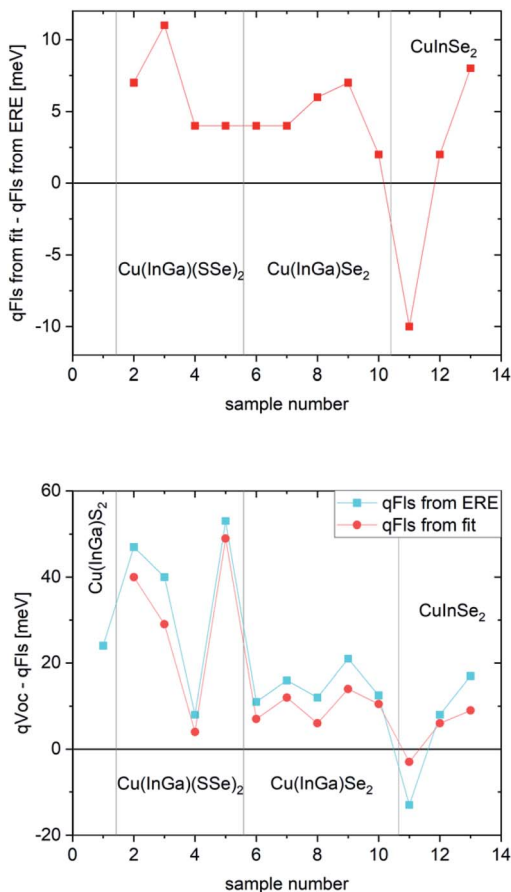 qFls from fit - qFls from ERE [meV]
10
5
0
-5
-10
CuInSe₂
Cu(InGa)(SSe)₂
Cu(InGa)Se₂
0 2 4 6 8 10 12 14
sample number
qVoc - qFls [meV]
60
40
20
0
-20
Cu(InGa)S₂
qFls from ERE
qFls from fit
CuInSe₂
Cu(InGa)(SSe)₂
Cu(InGa)Se₂
0 2 4 6 8 10 12 14
sample number